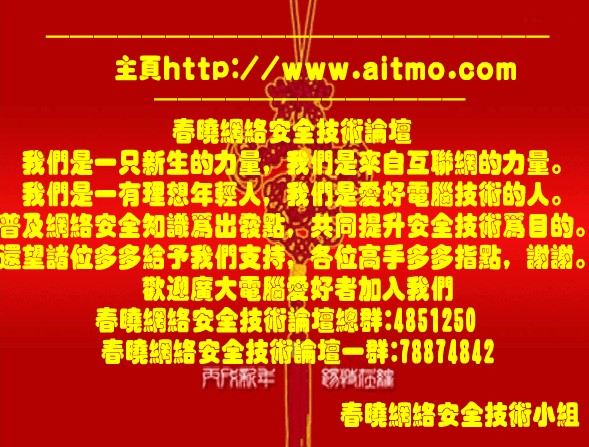 主頁http://www.aitmo.com
春曉網絡安全技術論壇
我們是一只新生的力量，我們是來自互聯網的力量。
我們是一有理想年輕人，我們是愛好電腦技術的人。
普及網絡安全知識爲出發點，共同提升安全技術爲目的。
還望諸位多多給予我們支持，各位高手多多指點，謝謝。
歡迎廣大電腦愛好者加入我們
春曉網絡安全技術論壇總群:4851250
春曉網絡安全技術論壇一群:78874842
丙戌新年
春曉網絡安全技術小組